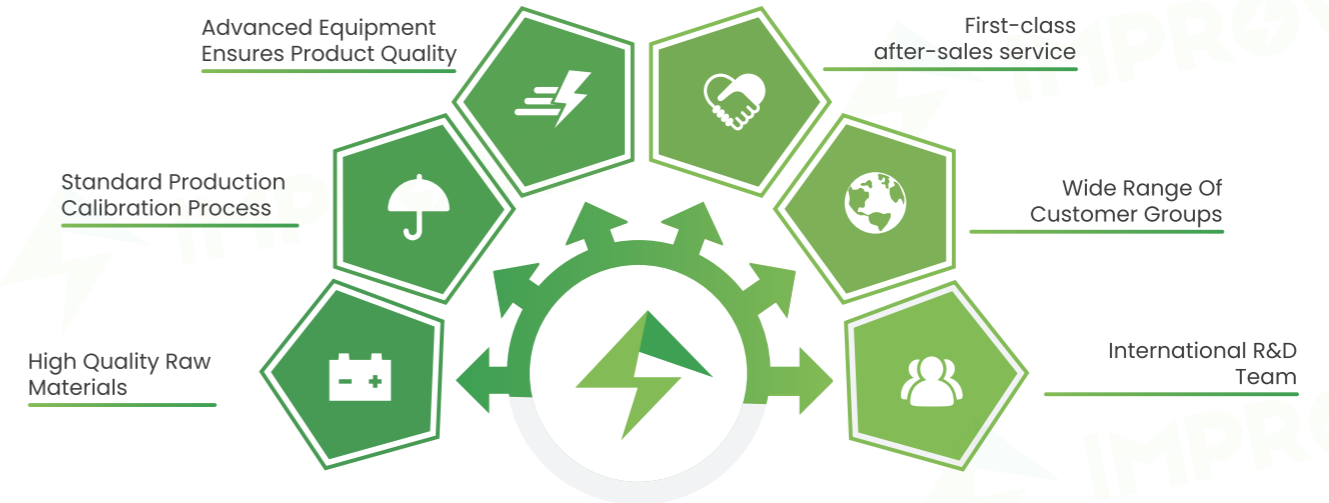 Advanced Equipment
Ensures Product Quality
First-class
after-sales service
Standard Production
Calibration Process
Wide Range Of
Customer Groups
High Quality Raw
Materials
International R&D
Team